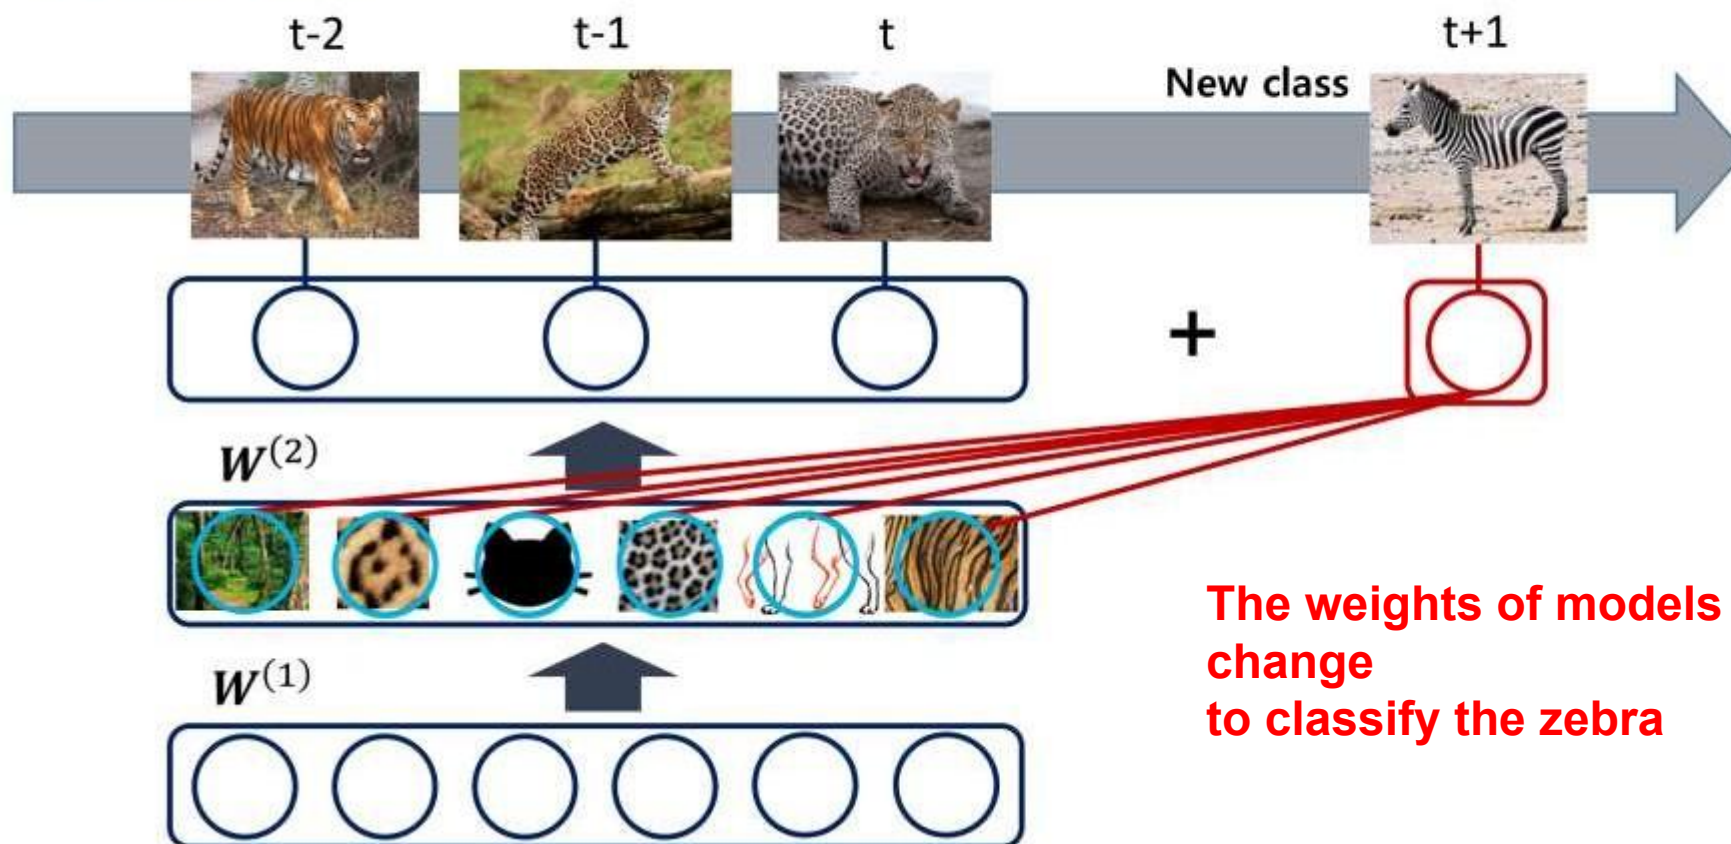 t-2
t-1
t
t+1
New class
+
W^(2)
W^(1)
The weights of models
change
to classify the zebra